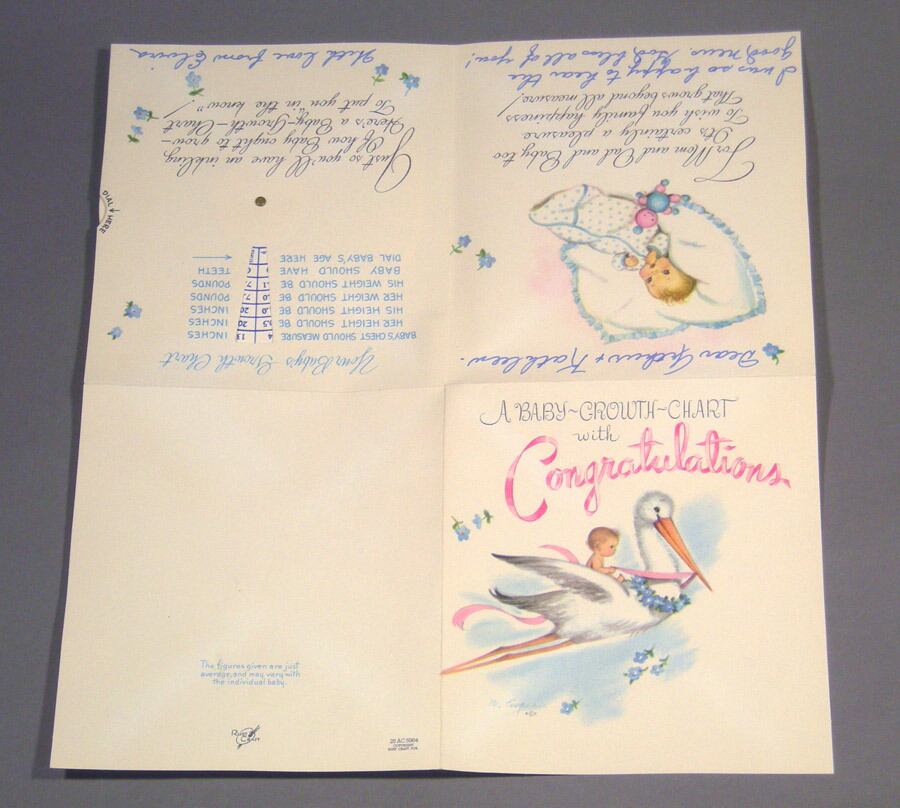 A BABY~GROWTH~CHART
with
Congratulations
The figures given are just
average, and may vary with
the individual baby.
Rust Craft
Dear Andrew + Kathleen.
For Mom and Dad and Baby too
It's certainly a pleasure
To wish you family happiness
That grows beyond all measure!
I was so happy to hear the
good news. God bless all of you!
Your Baby's Growth Chart
BABY'S CHEST SHOULD MEASURE INCHES
HER HEIGHT SHOULD BE INCHES
HIS HEIGHT SHOULD BE INCHES
HER WEIGHT SHOULD BE POUNDS
HIS WEIGHT SHOULD BE POUNDS
BABY SHOULD HAVE TEETH
DIAL BABY'S AGE HERE
DIAL HERE
Just so you'll have an inkling
Of how Baby ought to grow~
Here's a Baby~Growth~Chart
To put you "in the know"!
With love from Elvira